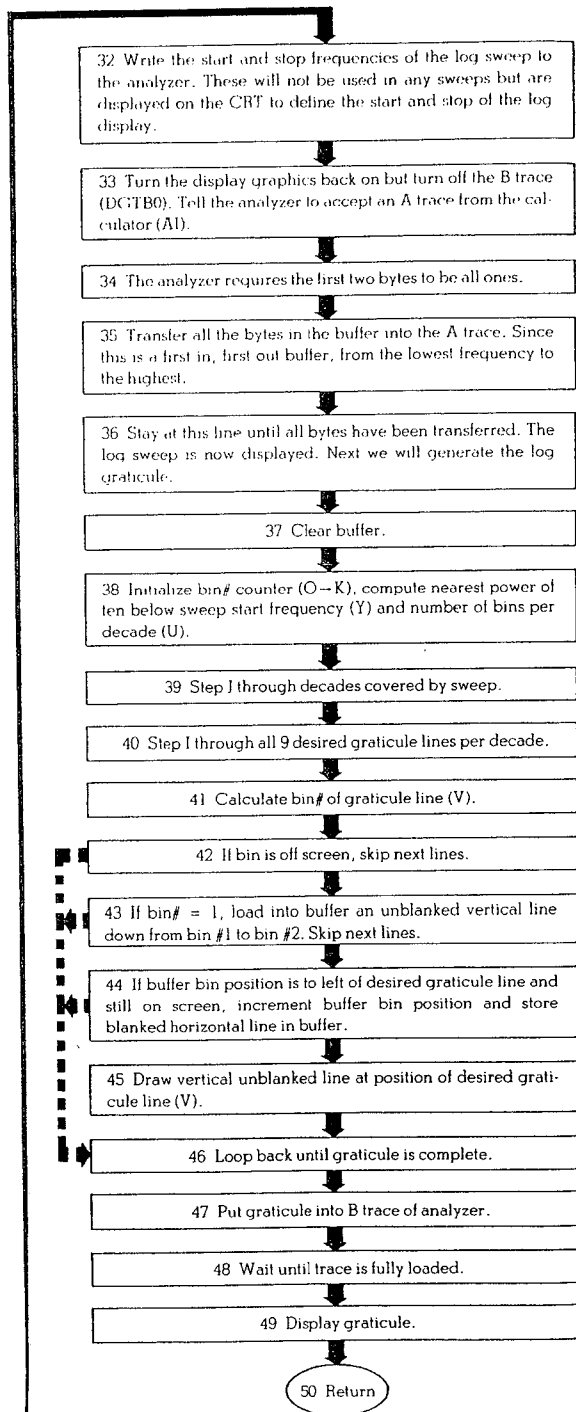 32 Write the start and stop frequencies of the log sweep to
the analyzer. These will not be used in any sweeps but are
displayed on the CRT to define the start and stop of the log
display.
33 Turn the display graphics back on but turn off the B trace
(DGTB0). Tell the analyzer to accept an A trace from the cal-
culator (AI).
34 The analyzer requires the first two bytes to be all ones.
35 Transfer all the bytes in the buffer into the A trace. Since
this is a first in, first out buffer, from the lowest frequency to
the highest.
36 Stay at this line until all bytes have been transferred. The
log sweep is now displayed. Next we will generate the log
graticule.
37 Clear buffer.
38 Initialize bin# counter (O→K), compute nearest power of
ten below sweep start frequency (Y) and number of bins per
decade (U).
39 Step J through decades covered by sweep.
40 Step I through all 9 desired graticule lines per decade.
41 Calculate bin# of graticule line (V).
42 If bin is off screen, skip next lines.
43 If bin# = 1, load into buffer an unblanked vertical line
down from bin #1 to bin #2. Skip next lines.
44 If buffer bin position is to left of desired graticule line and
still on screen, increment buffer bin position and store
blanked horizontal line in buffer.
45 Draw vertical unblanked line at position of desired grati-
cule line (V).
46 Loop back until graticule is complete.
47 Put graticule into B trace of analyzer.
48 Wait until trace is fully loaded.
49 Display graticule.
50 Return